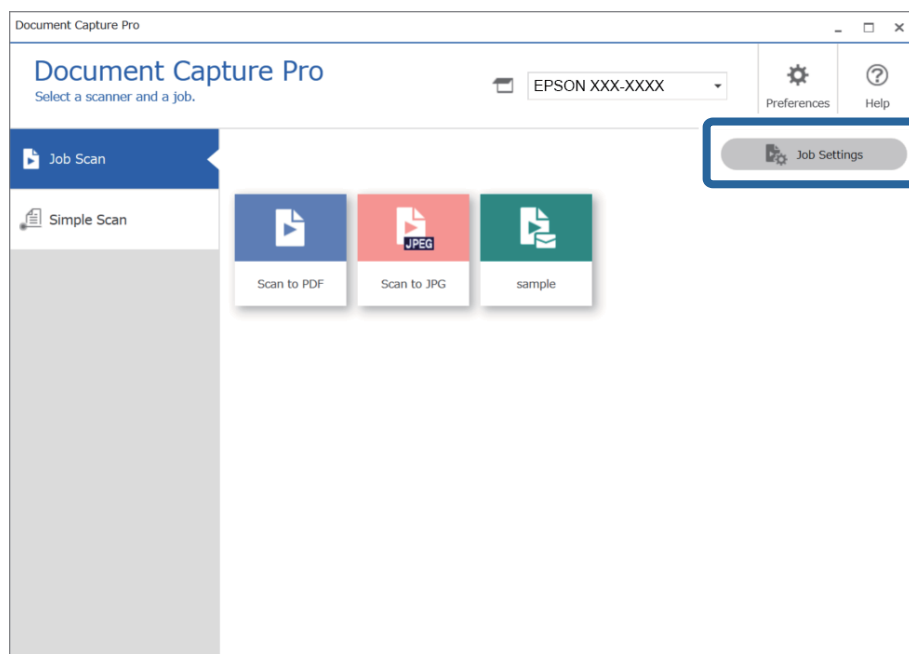 Document Capture Pro
Document Capture Pro
Select a scanner and a job.
EPSON XXX-XXXX
Preferences
Help
Job Scan
Job Settings
Simple Scan
JPEG
Scan to PDF
Scan to JPG
sample